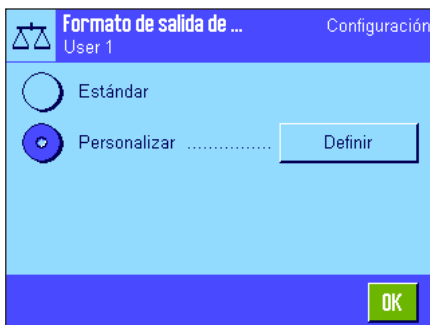 Formato de salida de ... Configuración
User 1
Estándar
Personalizar ................ Definir
OK